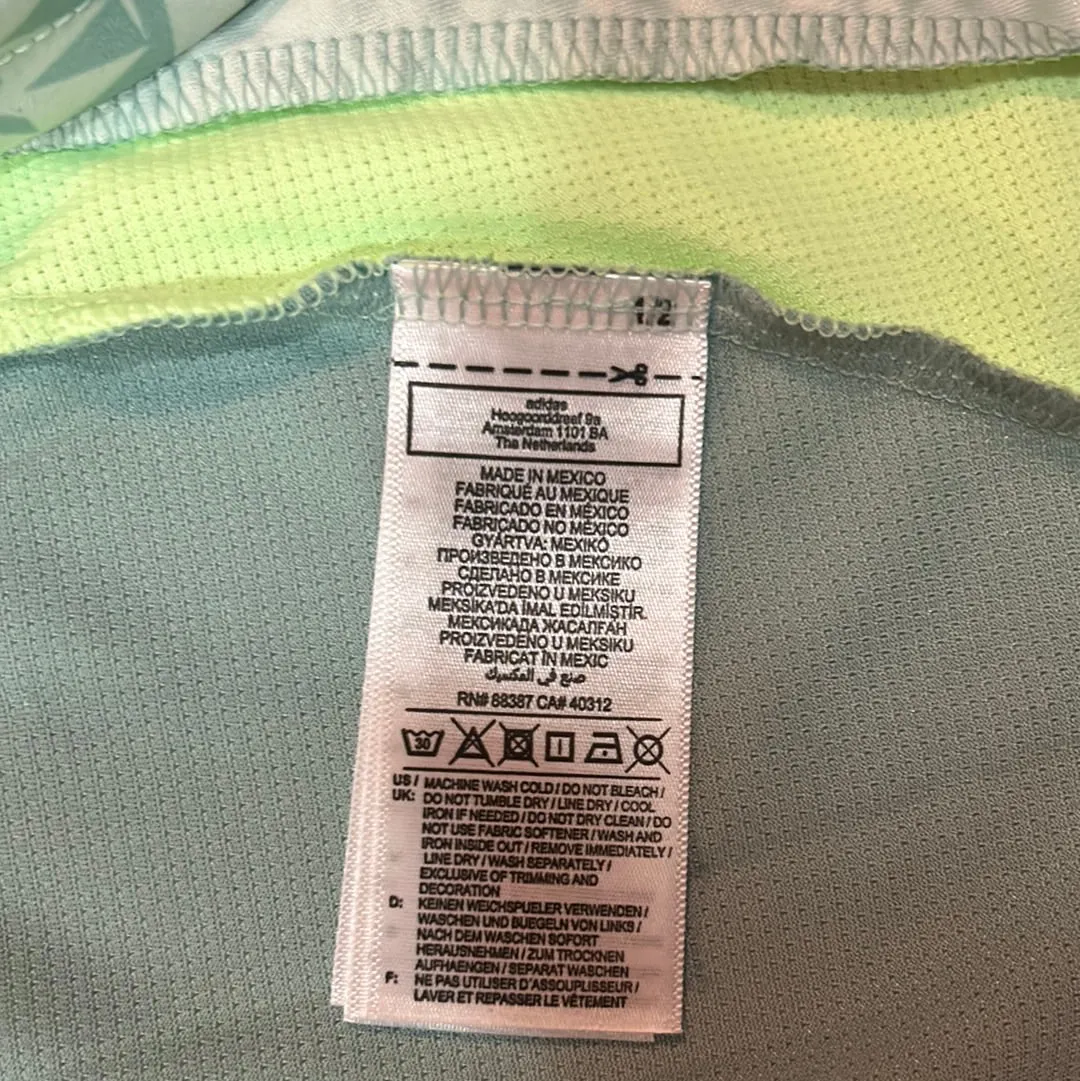 1/2
adidas
Hoogoorddreef 9a
Amsterdam 1101 BA
The Netherlands
MADE IN MEXICO
FABRIQUÉ AU MEXIQUE
FABRICADO EN MÉXICO
FABRICADO NO MÉXICO
GYÁRTVA: MEXIKÓ
ПРОИЗВЕДЕНО В МЕКСИКО
СДЕЛАНО В МЕКСИКЕ
PROIZVEDENO U MEKSIKU
MEKSİKA'DA İMAL EDİLMİŞTİR.
МЕКСИКАДА ЖАСАЛҒАН
PROIZVEDENO U MEKSIKU
FABRICAT ÎN MEXIC
صنع في المكسيك
RN# 88387 CA# 40312
30
US / UK: MACHINE WASH COLD / DO NOT BLEACH /
DO NOT TUMBLE DRY / LINE DRY / COOL
IRON IF NEEDED / DO NOT DRY CLEAN / DO
NOT USE FABRIC SOFTENER / WASH AND
IRON INSIDE OUT / REMOVE IMMEDIATELY /
LINE DRY / WASH SEPARATELY /
EXCLUSIVE OF TRIMMING AND
DECORATION
D: KEINEN WEICHSPUELER VERWENDEN /
WASCHEN UND BUEGELN VON LINKS /
NACH DEM WASCHEN SOFORT
HERAUSNEHMEN / ZUM TROCKNEN
AUFHAENGEN / SEPARAT WASCHEN
F: NE PAS UTILISER D'ASSOUPLISSEUR /
LAVER ET REPASSER LE VÊTEMENT